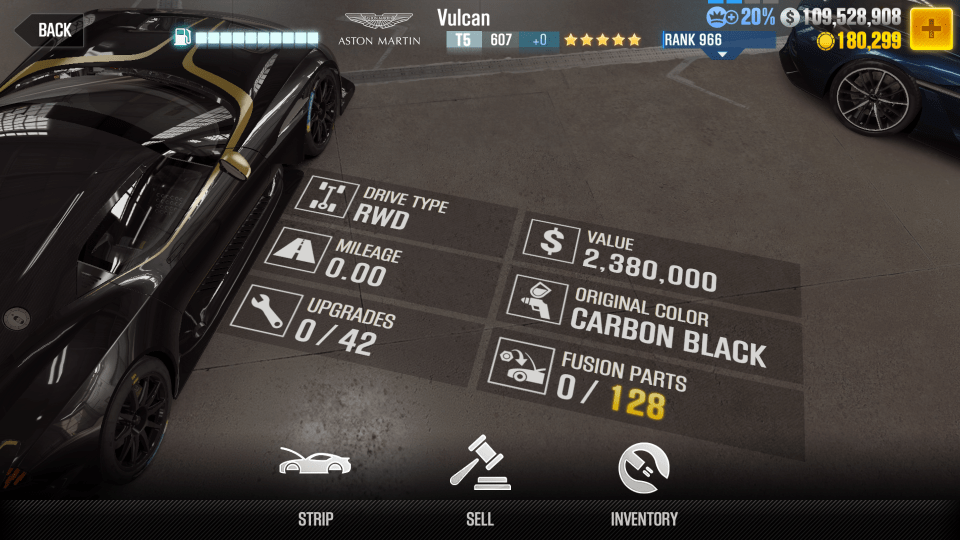 BACK
ASTON MARTIN
Vulcan
T5 607 +0
RANK 966
20%
109,528,908
180,299
DRIVE TYPE
RWD
MILEAGE
0.00
UPGRADES
0/42
VALUE
2,380,000
ORIGINAL COLOR
CARBON BLACK
FUSION PARTS
0/ 128
STRIP
SELL
INVENTORY